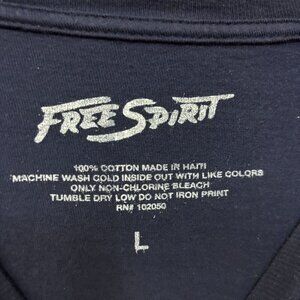 FREE SPIRIT
100% COTTON MADE IN HAITI
MACHINE WASH COLD INSIDE OUT WITH LIKE COLORS
ONLY NON-CHLORINE BLEACH
TUMBLE DRY LOW DO NOT IRON PRINT
RN# 102050
L